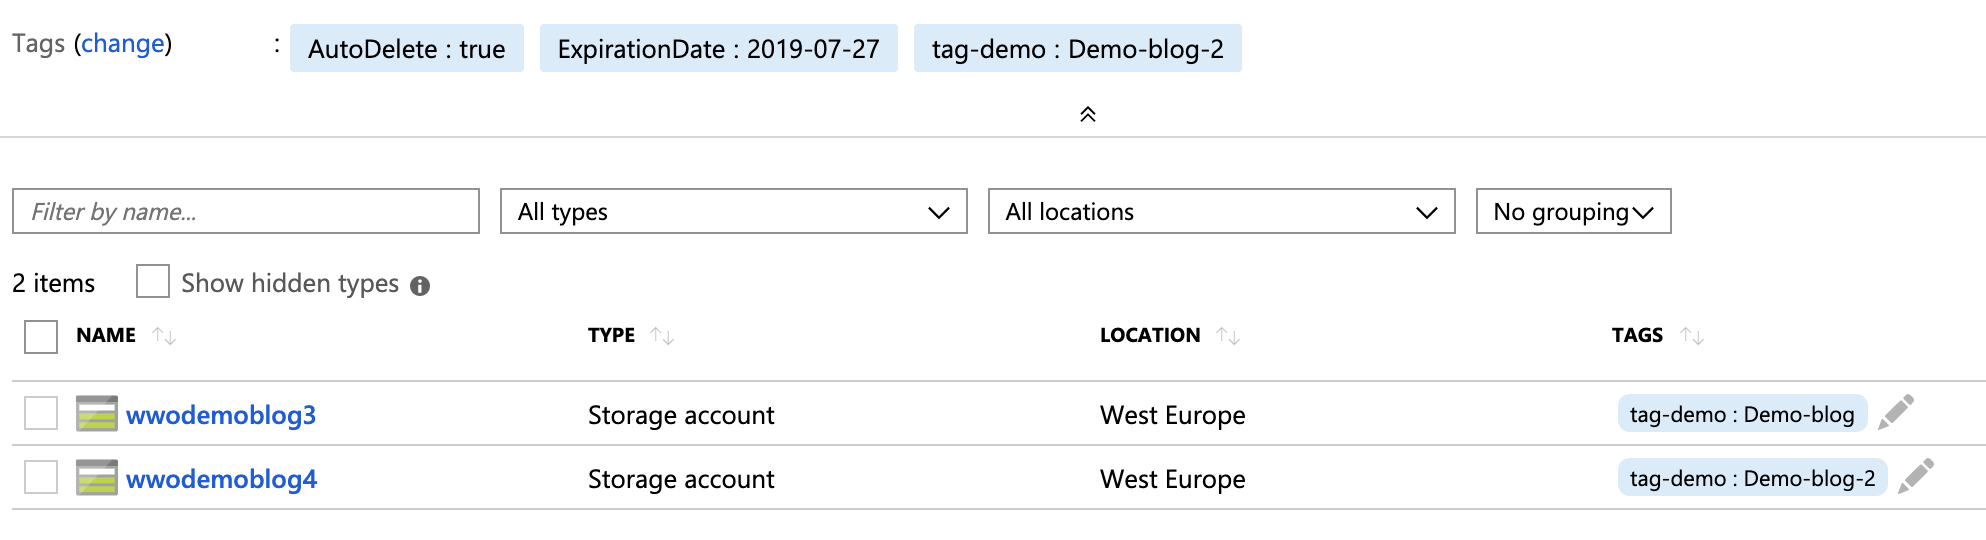 Tags (change) : AutoDelete : true ExpirationDate : 2019-07-27 tag-demo : Demo-blog-2
Filter by name... All types All locations No grouping
2 items Show hidden types
NAME TYPE LOCATION TAGS
wwodemoblog3 Storage account West Europe tag-demo : Demo-blog
wwodemoblog4 Storage account West Europe tag-demo : Demo-blog-2